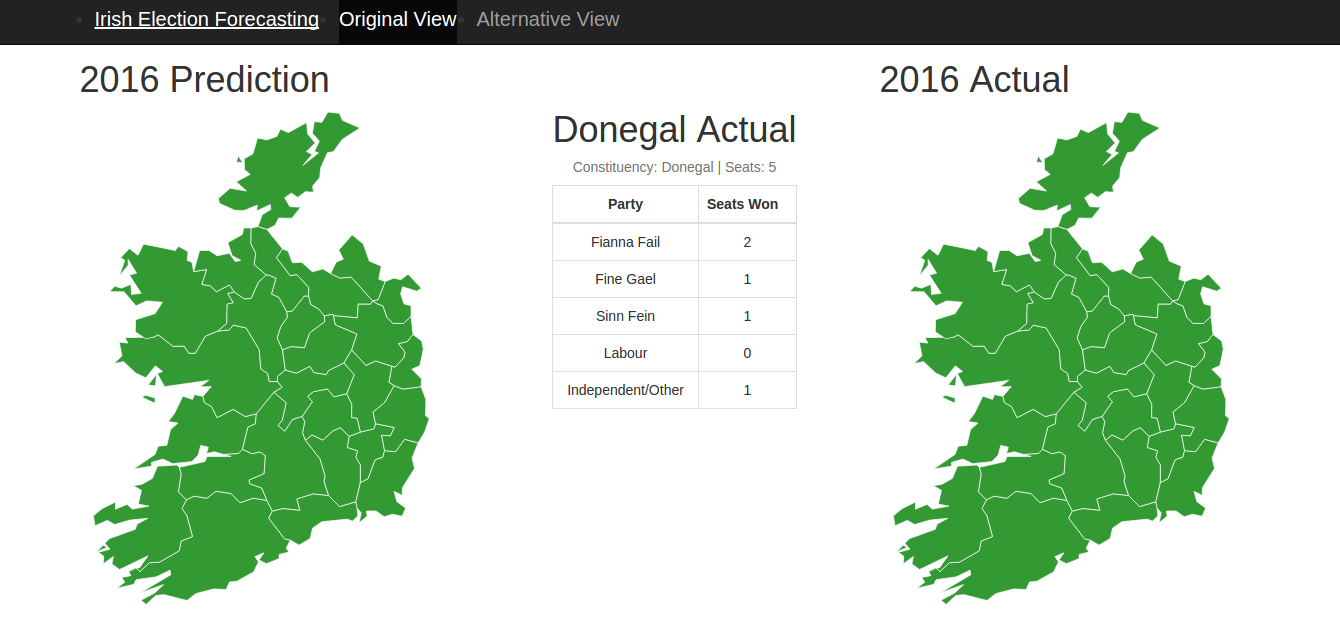 Irish Election Forecasting Original View Alternative View
2016 Prediction
2016 Actual
Donegal Actual
Constituency: Donegal | Seats: 5
Party Seats Won
Fianna Fail 2
Fine Gael 1
Sinn Fein 1
Labour 0
Independent/Other 1